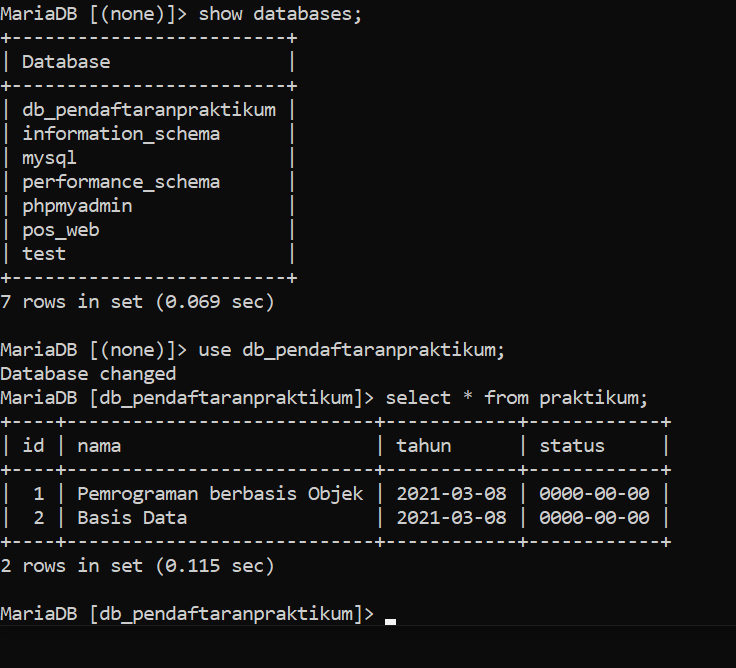 MariaDB [(none)]> show databases;
+-------------------------+
| Database                |
+-------------------------+
| db_pendaftaranpraktikum |
| information_schema      |
| mysql                   |
| performance_schema      |
| phpmyadmin              |
| pos_web                 |
| test                    |
+-------------------------+
7 rows in set (0.069 sec)

MariaDB [(none)]> use db_pendaftaranpraktikum;
Database changed
MariaDB [db_pendaftaranpraktikum]> select * from praktikum;
+----+----------------------------+------------+------------+
| id | nama                       | tahun      | status     |
+----+----------------------------+------------+------------+
|  1 | Pemrograman berbasis Objek | 2021-03-08 | 0000-00-00 |
|  2 | Basis Data                 | 2021-03-08 | 0000-00-00 |
+----+----------------------------+------------+------------+
2 rows in set (0.115 sec)

MariaDB [db_pendaftaranpraktikum]>